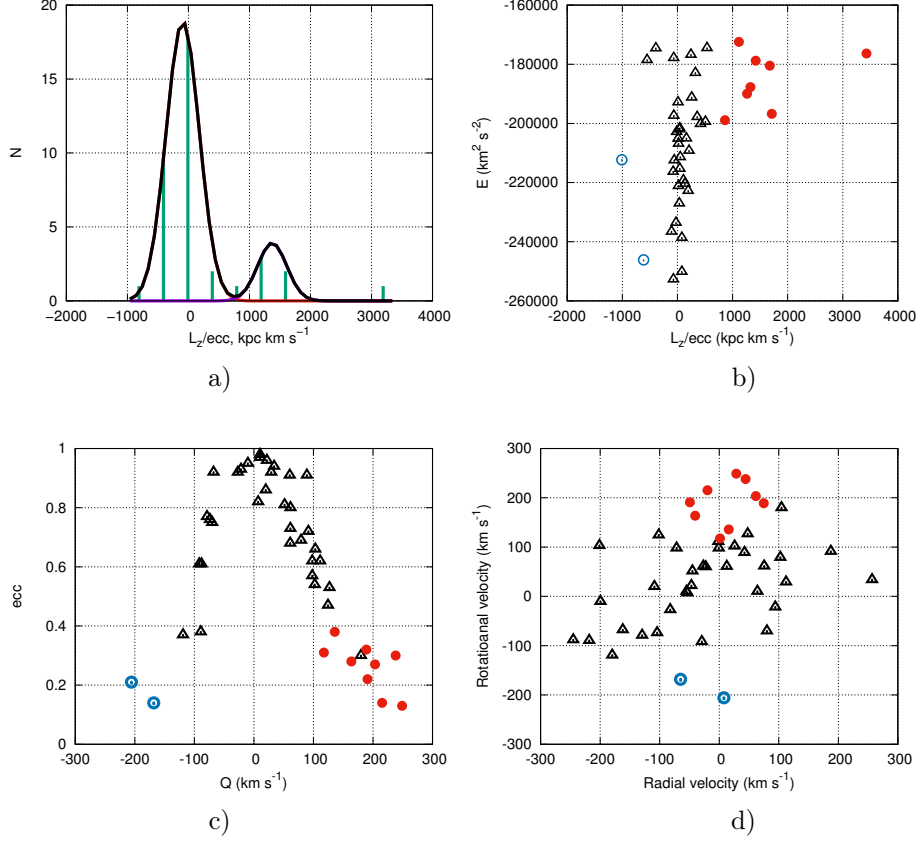 20
15
10
5
0
N
−2000 −1000 0 1000 2000 3000 4000
L_z/ecc, kpc km s⁻¹
a)
-160000
-180000
-200000
-220000
-240000
-260000
E (km² s⁻²)
-2000 -1000 0 1000 2000 3000 4000
L_z/ecc (kpc km s⁻¹)
b)
1
0.8
0.6
0.4
0.2
0
ecc
-300 -200 -100 0 100 200 300
Q (km s⁻¹)
c)
300
200
100
0
-100
-200
-300
Rotatioanal velocity (km s⁻¹)
-300 -200 -100 0 100 200 300
Radial velocity (km s⁻¹)
d)